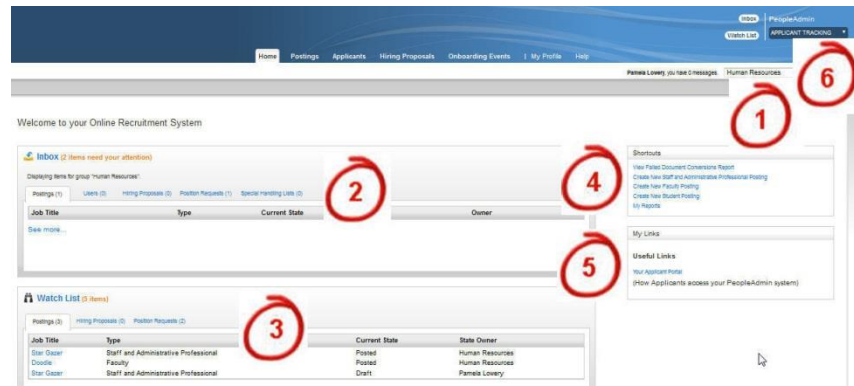 Inbox PeopleAdmin
Watch List APPLICANT TRACKING
Home Postings Applicants Hiring Proposals Onboarding Events | My Profile Help
Pamela Lowery, you have 0 messages. Human Resources
6
1
Welcome to your Online Recruitment System
Inbox (2 items need your attention)
Displaying items for group "Human Resources".
Postings (1) Users (0) Hiring Proposals (0) Position Requests (1) Special Handling Lists (0)
Job Title Type Current State Owner
See more...
2
Shortcuts
View Failed Document Conversions Report
Create New Staff and Administrative Professional Posting
Create New Faculty Posting
Create New Student Posting
My Reports
4
My Links
Useful Links
Your Applicant Portal
(How Applicants access your PeopleAdmin system)
5
Watch List (5 items)
Postings (3) Hiring Proposals (0) Position Requests (2)
Job Title Type Current State State Owner
Star Gazer Staff and Administrative Professional Posted Human Resources
Doodle Faculty Posted Human Resources
Star Gazer Staff and Administrative Professional Draft Pamela Lowery
3